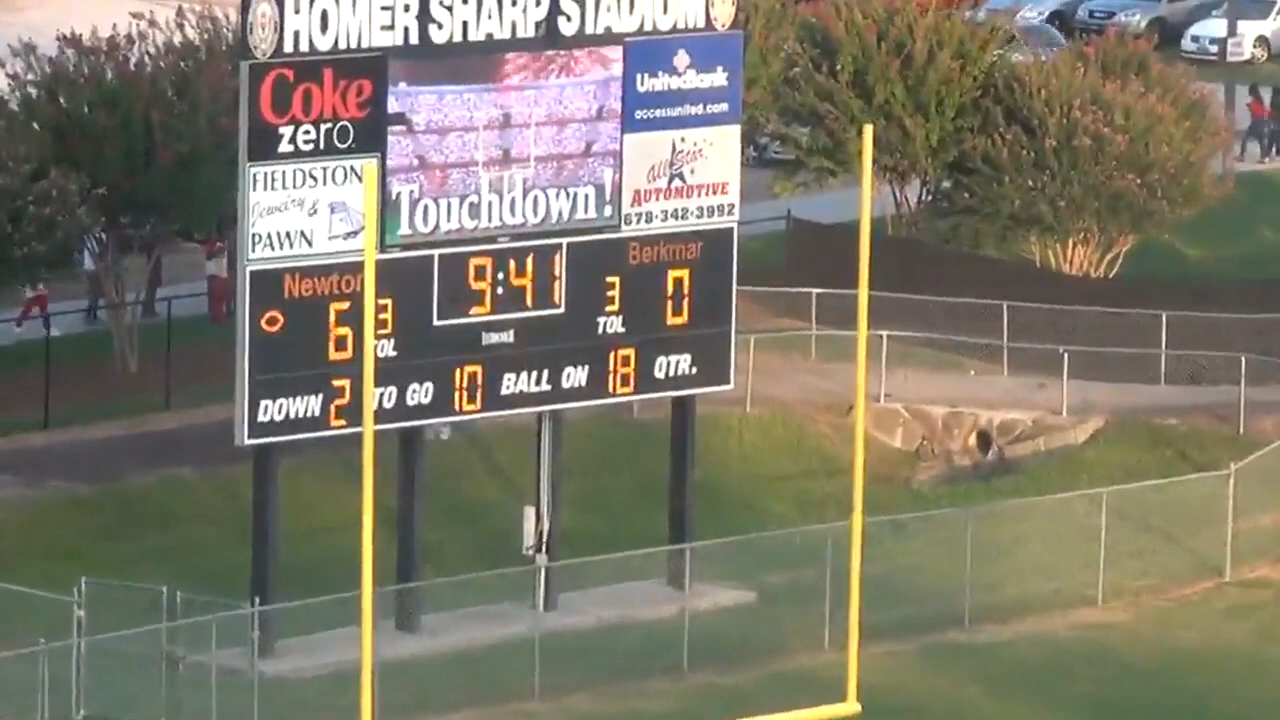 HOMER SHARP STADIUM
Coke
zero
FIELDSTON
Jewelry &
PAWN
Touchdown!
UnitedBank
accessunited.com
all Star
AUTOMOTIVE
678·342·3992
Newton
6
3
TOL
9:41
3
TOL
Berkmar
0
DOWN 2 TO GO 10 BALL ON 18 QTR.